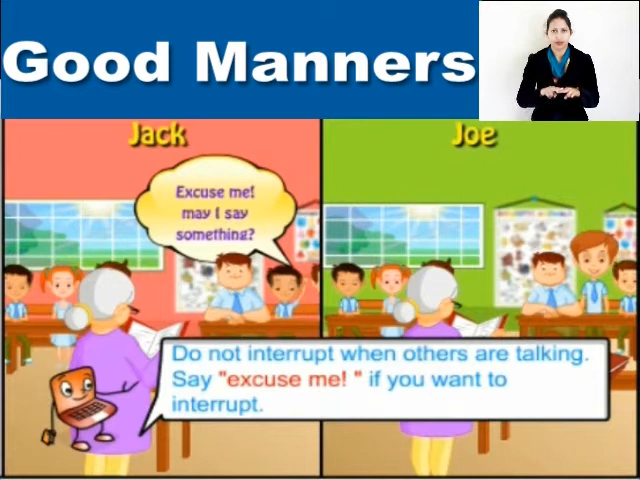 Good Manners
Jack
Joe
Excuse me!
may I say
something?
Do not interrupt when others are talking.
Say "excuse me! " if you want to
interrupt.